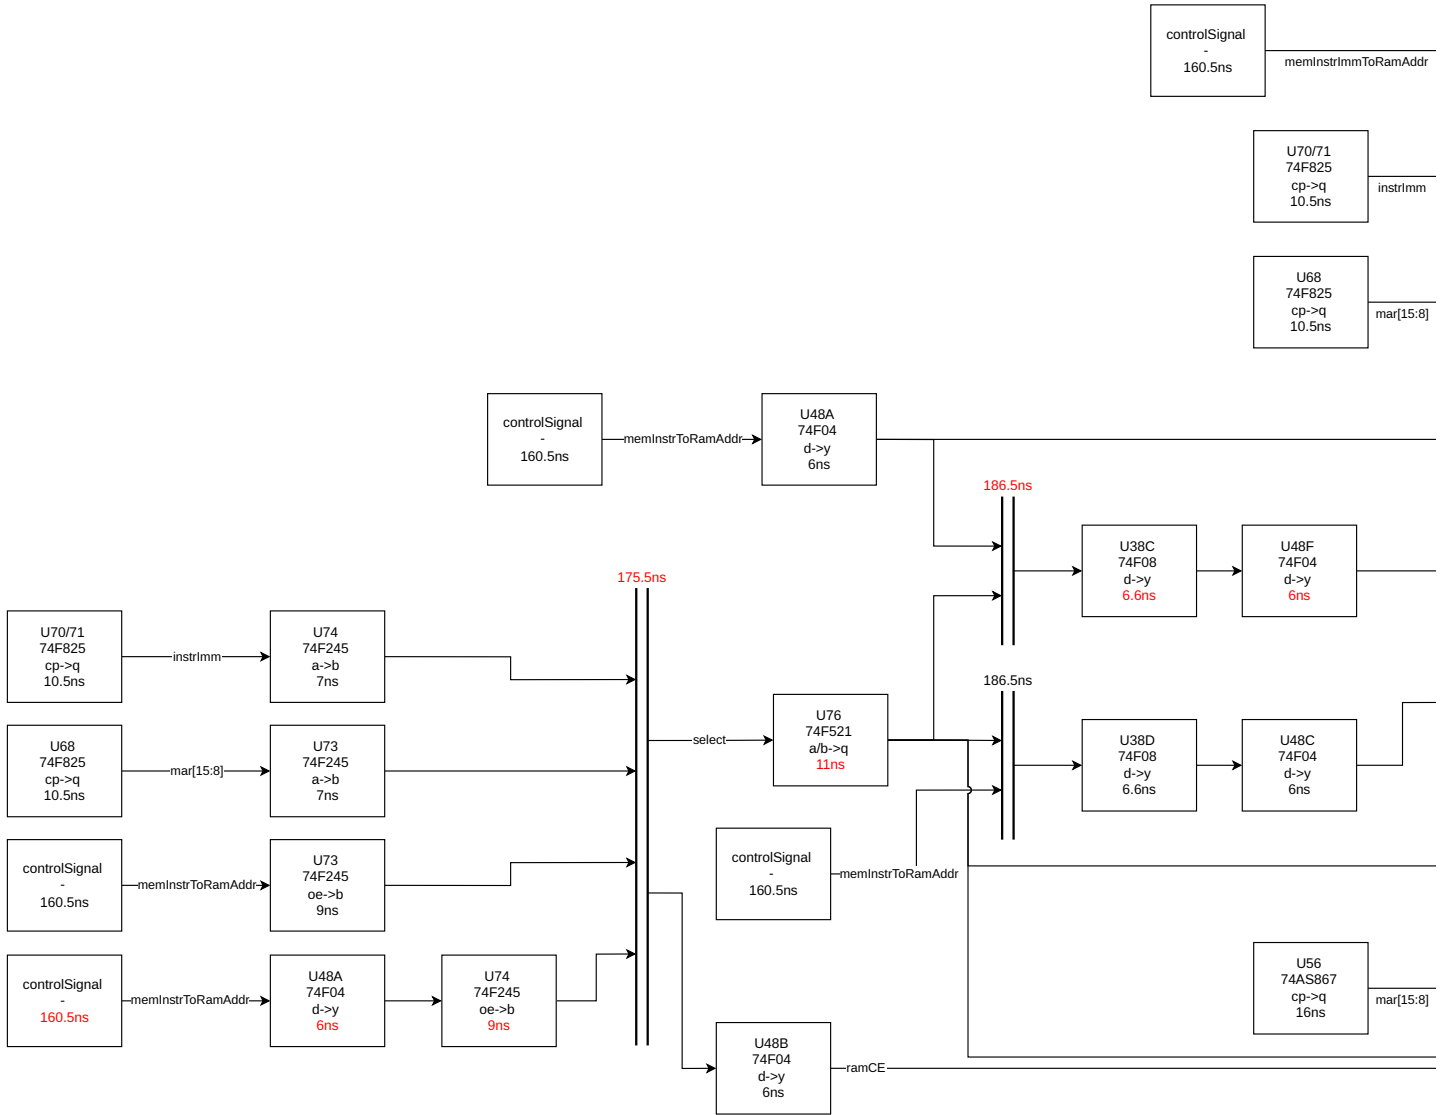 controlSignal
-
160.5ns
memInstrImmToRamAddr
U70/71
74F825
cp->q
10.5ns
instrImm
U68
74F825
cp->q
10.5ns
mar[15:8]
controlSignal
-
160.5ns
memInstrToRamAddr
U48A
74F04
d->y
6ns
186.5ns
U38C
74F08
d->y
6.6ns
U48F
74F04
d->y
6ns
175.5ns
U70/71
74F825
cp->q
10.5ns
instrImm
U74
74F245
a->b
7ns
186.5ns
U68
74F825
cp->q
10.5ns
mar[15:8]
U73
74F245
a->b
7ns
select
U76
74F521
a/b->q
11ns
U38D
74F08
d->y
6.6ns
U48C
74F04
d->y
6ns
controlSignal
-
160.5ns
memInstrToRamAddr
U73
74F245
oe->b
9ns
controlSignal
-
160.5ns
memInstrToRamAddr
controlSignal
-
160.5ns
memInstrToRamAddr
U48A
74F04
d->y
6ns
U74
74F245
oe->b
9ns
U56
74AS867
cp->q
16ns
mar[15:8]
U48B
74F04
d->y
6ns
ramCE